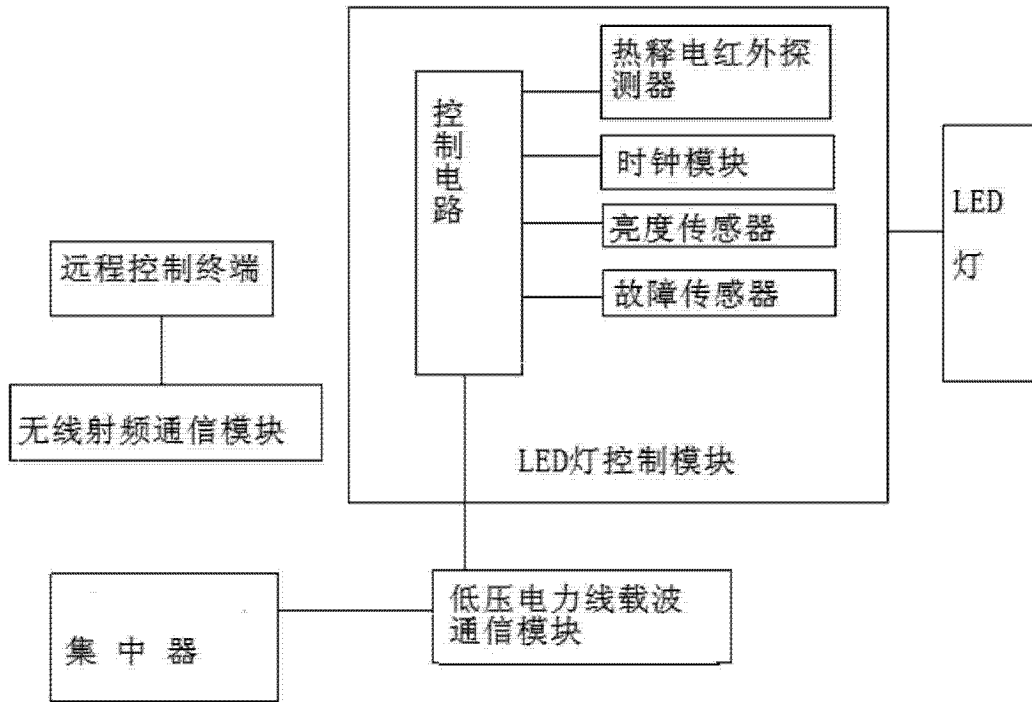 热释电红外探
测器
控制电路
时钟模块
亮度传感器
故障传感器
LED
灯
远程控制终端
无线射频通信模块
LED灯控制模块
低压电力线载波
通信模块
集中器